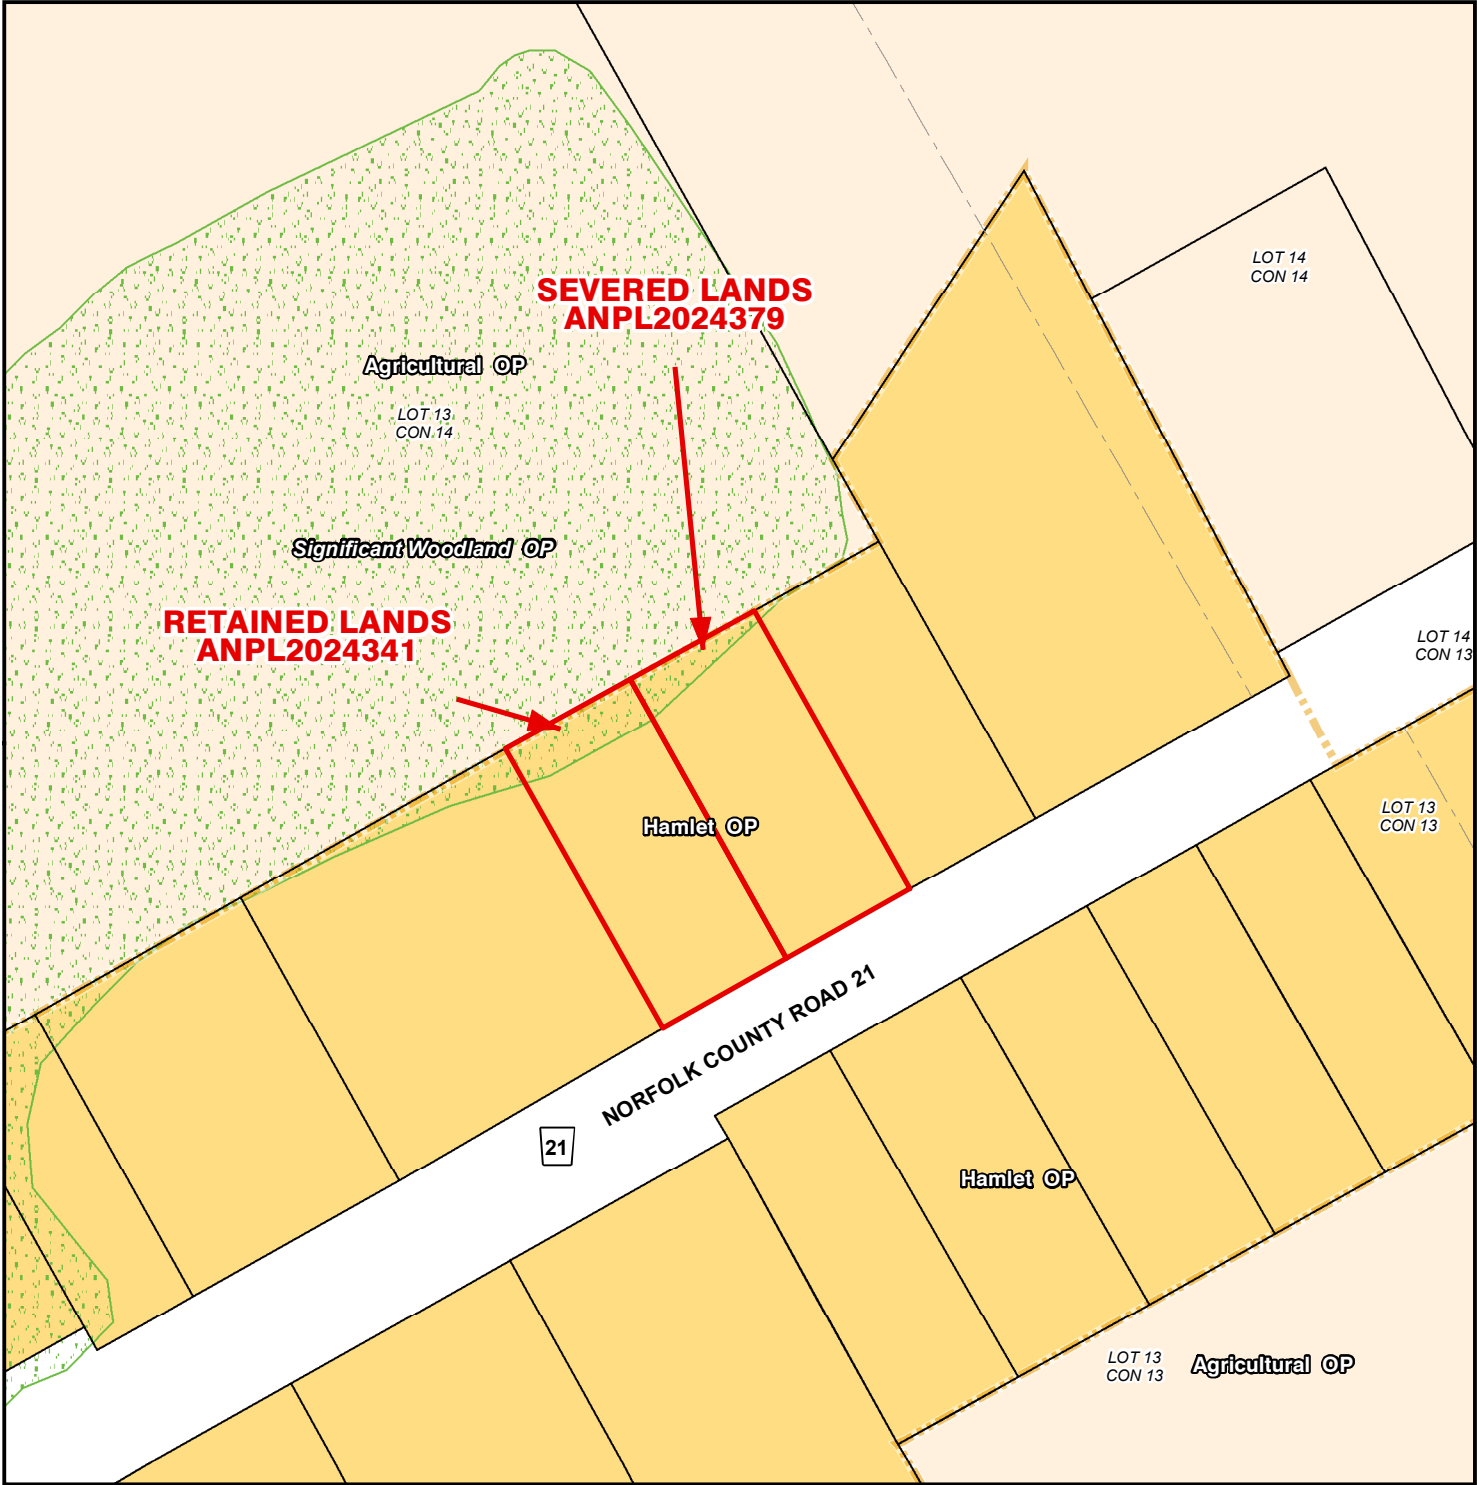 LOT 14
CON 14
SEVERED LANDS
ANPL2024379
Agricultural OP
LOT 13
CON 14
Significant Woodland OP
RETAINED LANDS
ANPL2024341
LOT 14
CON 13
LOT 13
CON 13
Hamlet OP
NORFOLK COUNTY ROAD 21
21
Hamlet OP
LOT 13
CON 13
Agricultural OP